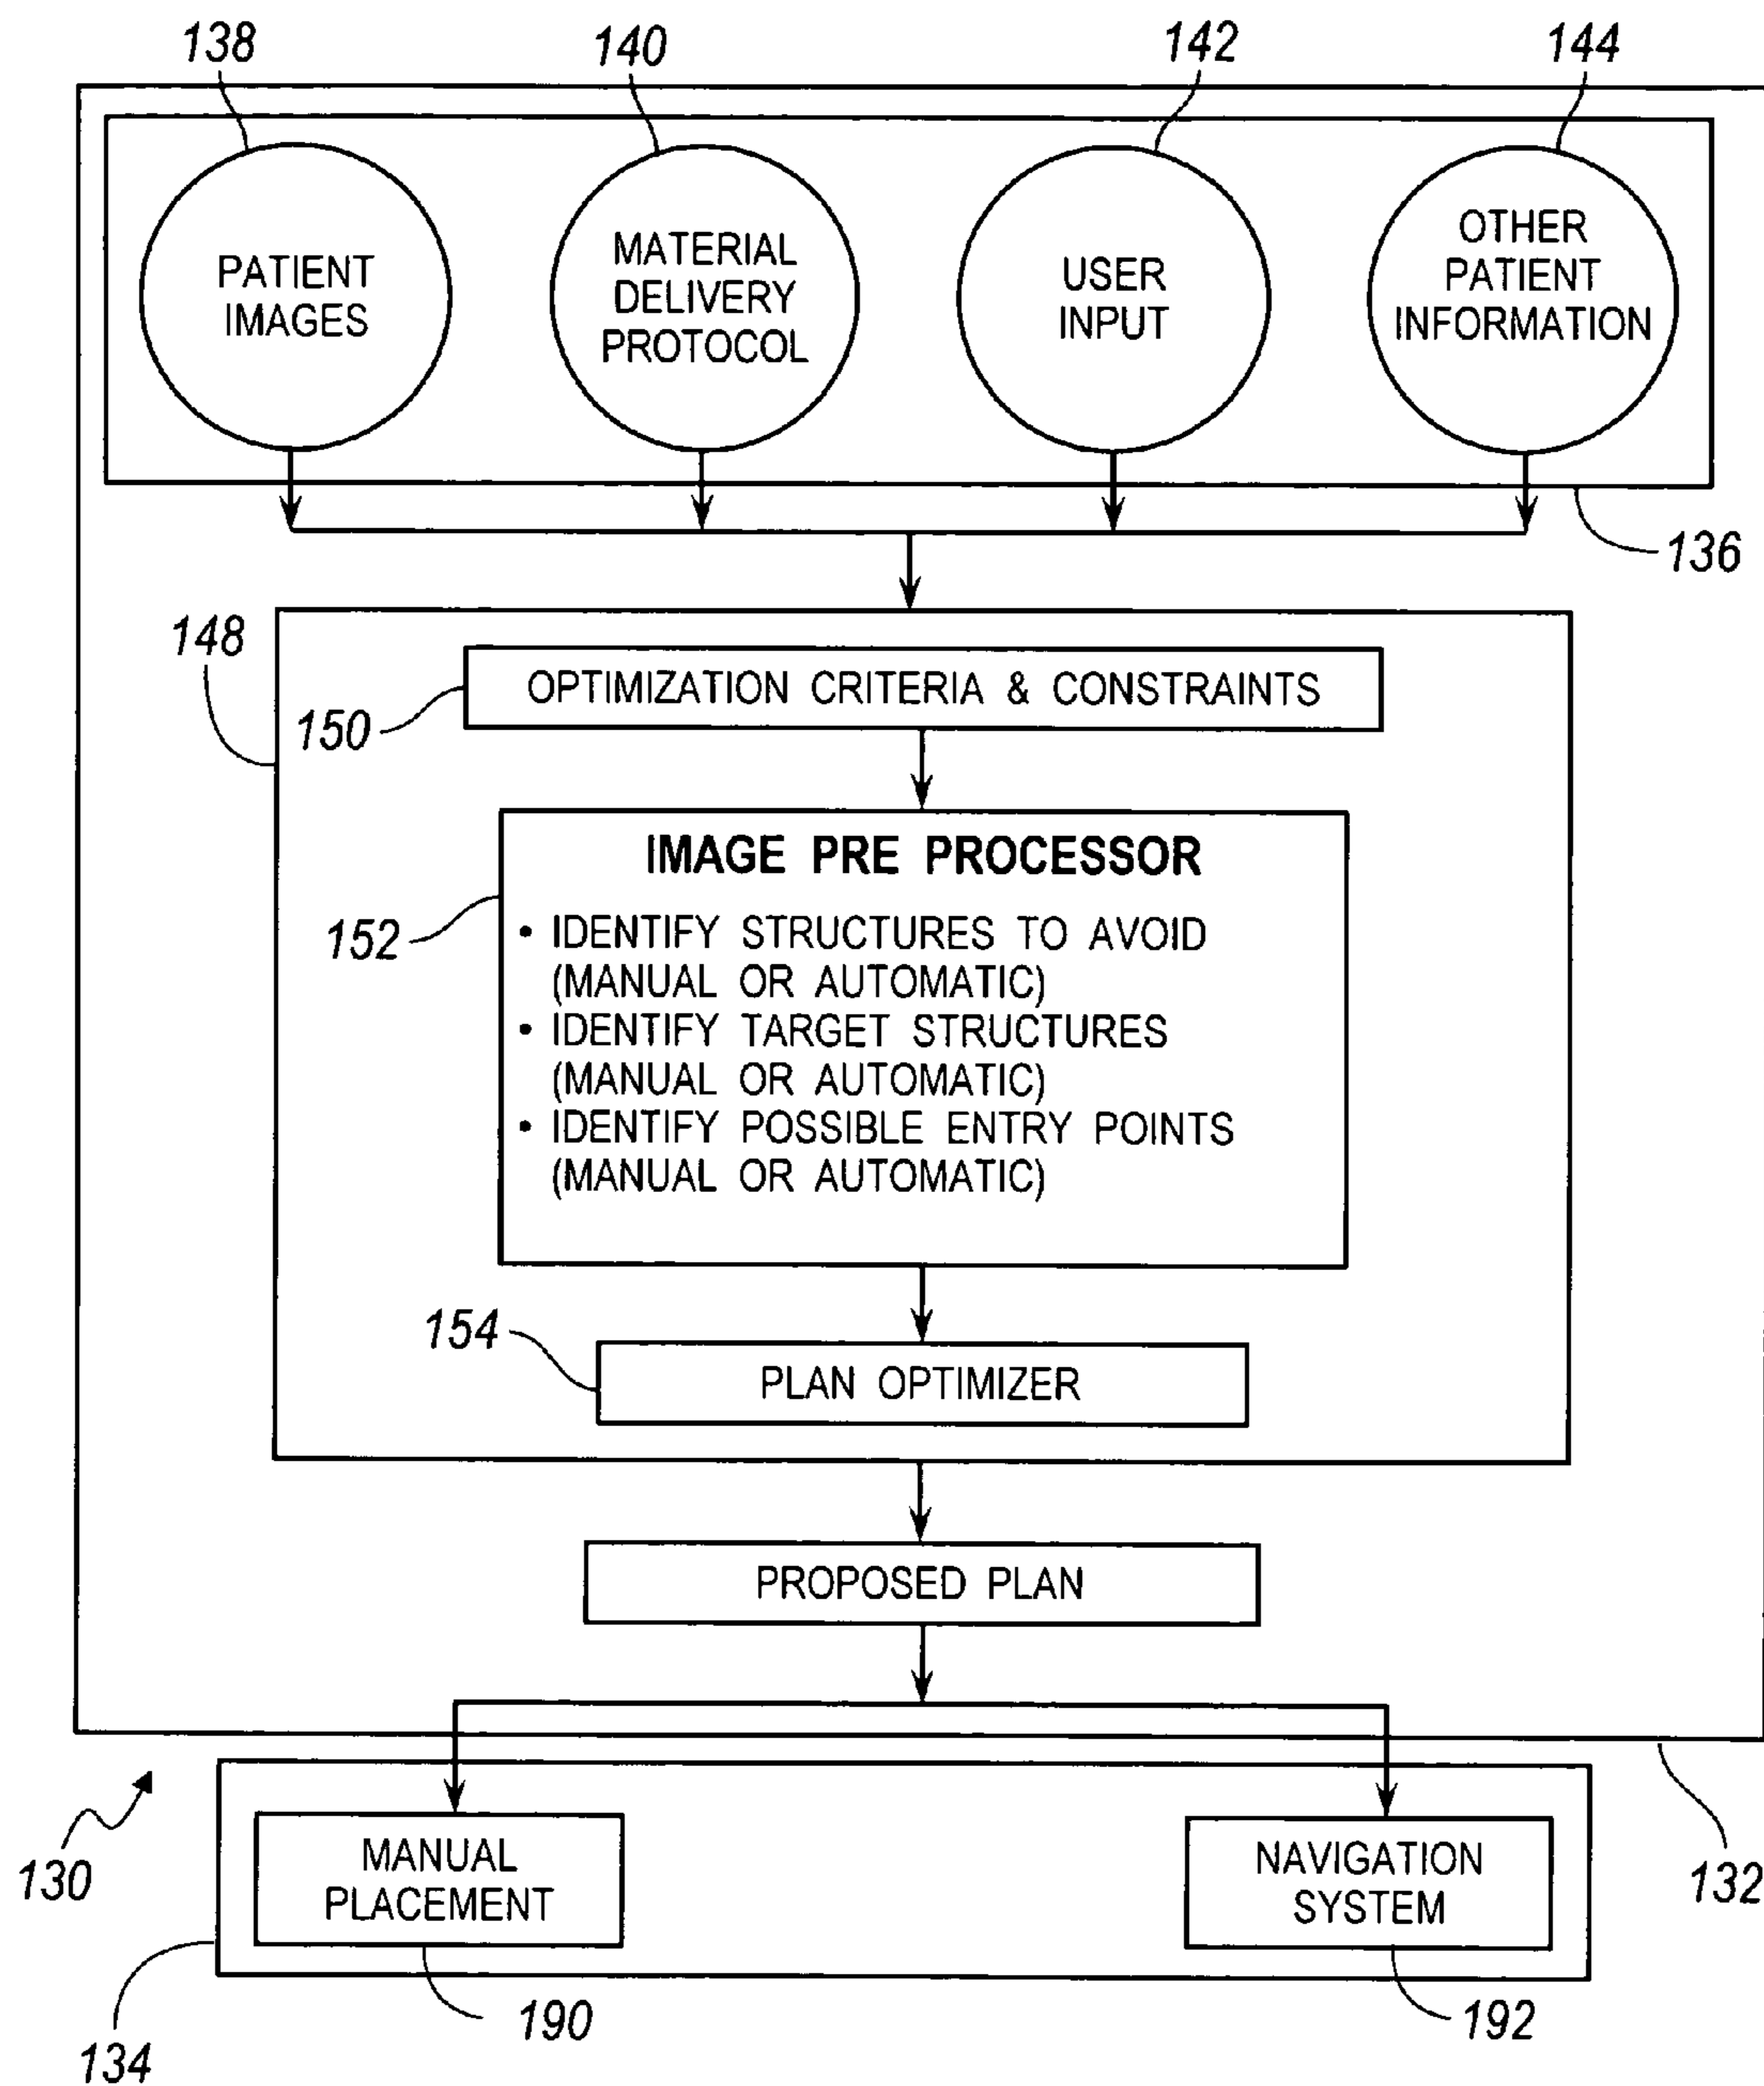 138
140
142
144
PATIENT
IMAGES
MATERIAL
DELIVERY
PROTOCOL
USER
INPUT
OTHER
PATIENT
INFORMATION
136
148
OPTIMIZATION CRITERIA & CONSTRAINTS
150
IMAGE PRE PROCESSOR
152
• IDENTIFY STRUCTURES TO AVOID
(MANUAL OR AUTOMATIC)
• IDENTIFY TARGET STRUCTURES
(MANUAL OR AUTOMATIC)
• IDENTIFY POSSIBLE ENTRY POINTS
(MANUAL OR AUTOMATIC)
154
PLAN OPTIMIZER
PROPOSED PLAN
130
132
MANUAL
PLACEMENT
NAVIGATION
SYSTEM
134
190
192